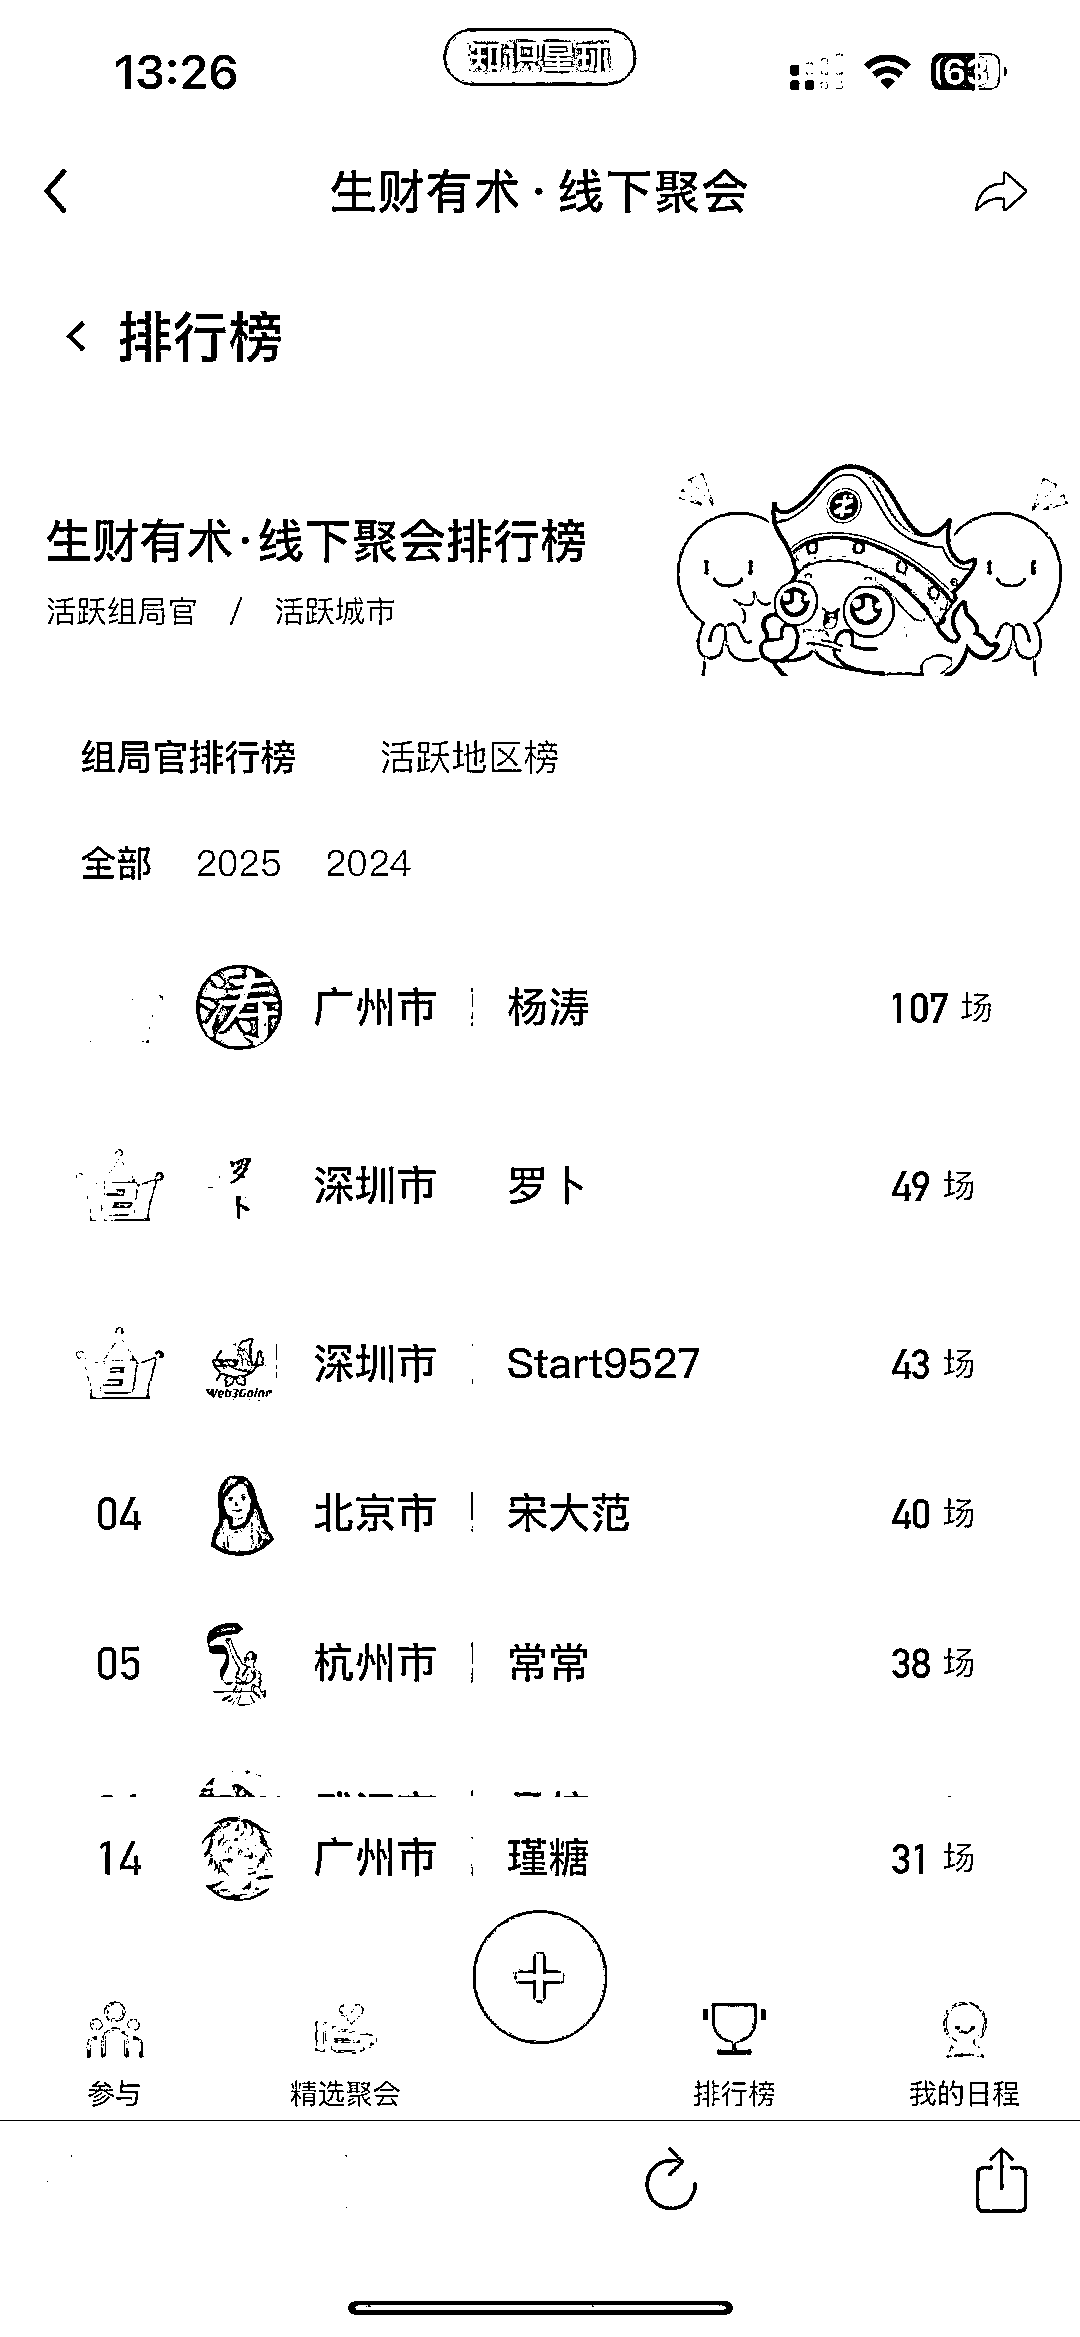 13:26
知识星球
生财有术·线下聚会
排行榜
生财有术·线下聚会排行榜
活跃组局官 / 活跃城市
组局官排行榜 活跃地区榜
全部 2025 2024
涛 广州市 杨涛 107 场
罗卜 深圳市 罗卜 49 场
3 深圳市 Start9527 43 场
04 北京市 宋大范 40 场
05 杭州市 常常 38 场
14 广州市 瑾糖 31 场
参与 精选聚会 排行榜 我的日程